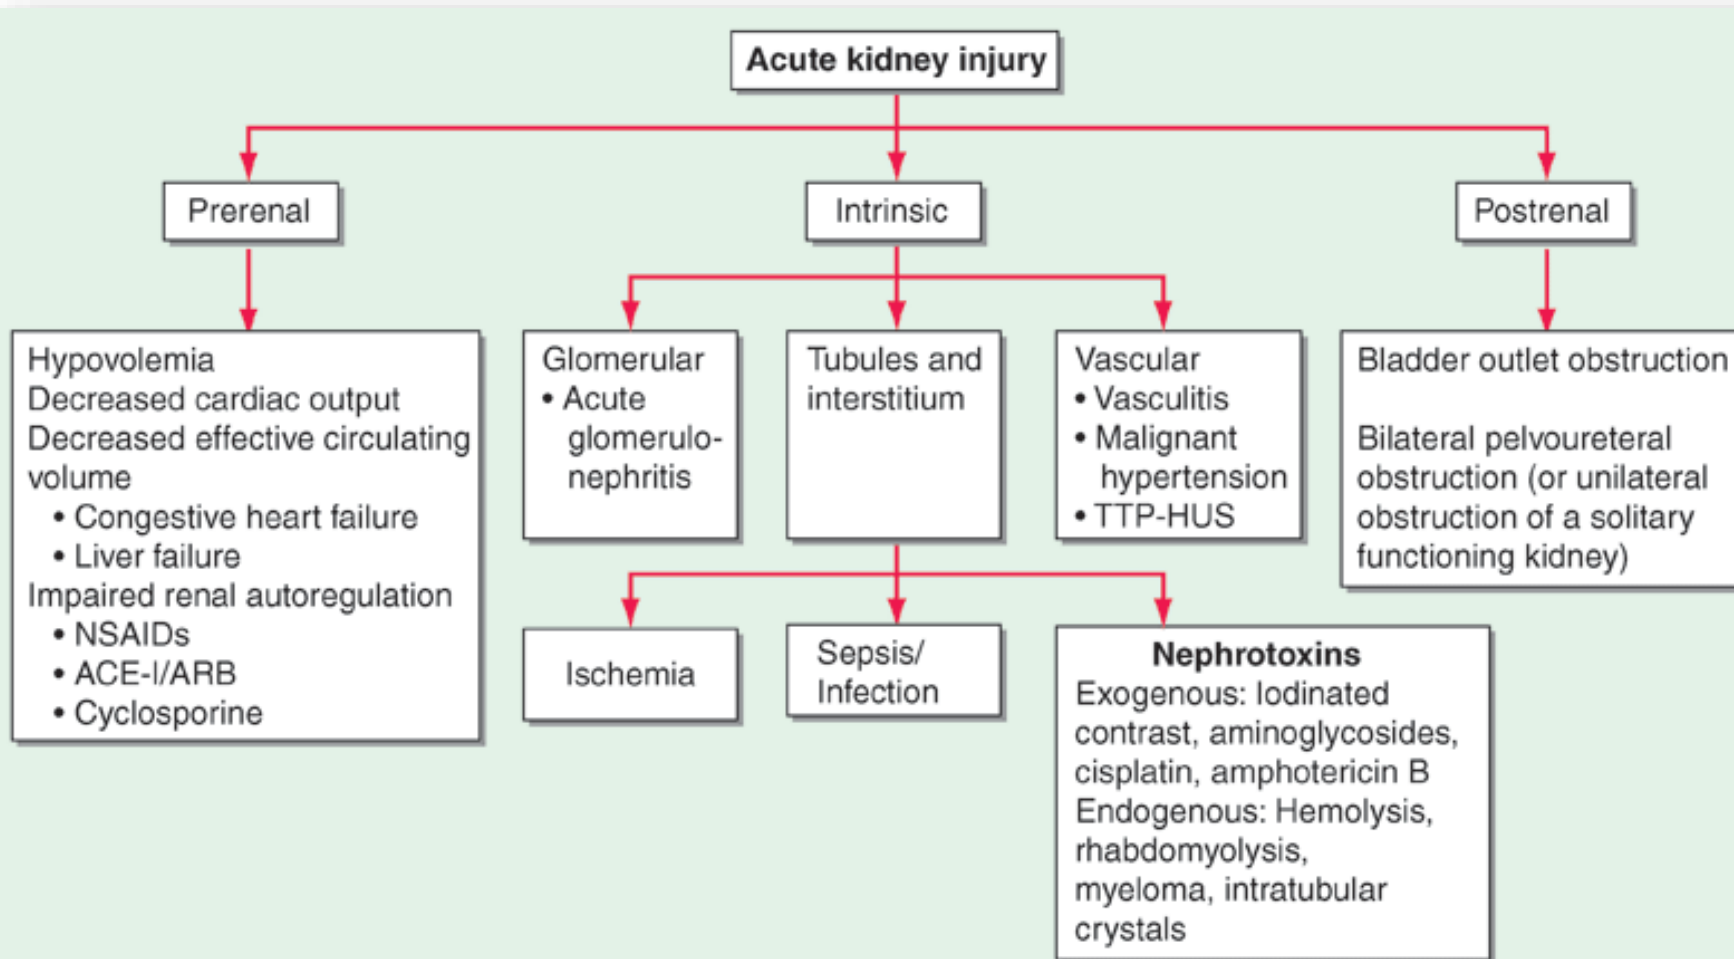 Acute kidney injury
Prerenal
Intrinsic
Postrenal
Hypovolemia
Decreased cardiac output
Decreased effective circulating
volume
• Congestive heart failure
• Liver failure
Impaired renal autoregulation
• NSAIDs
• ACE-I/ARB
• Cyclosporine
Glomerular
• Acute
glomerulo-
nephritis
Tubules and
interstitium
Vascular
• Vasculitis
• Malignant
hypertension
• TTP-HUS
Bladder outlet obstruction
Bilateral pelvoureteral
obstruction (or unilateral
obstruction of a solitary
functioning kidney)
Ischemia
Sepsis/
Infection
Nephrotoxins
Exogenous: Iodinated
contrast, aminoglycosides,
cisplatin, amphotericin B
Endogenous: Hemolysis,
rhabdomyolysis,
myeloma, intratubular
crystals